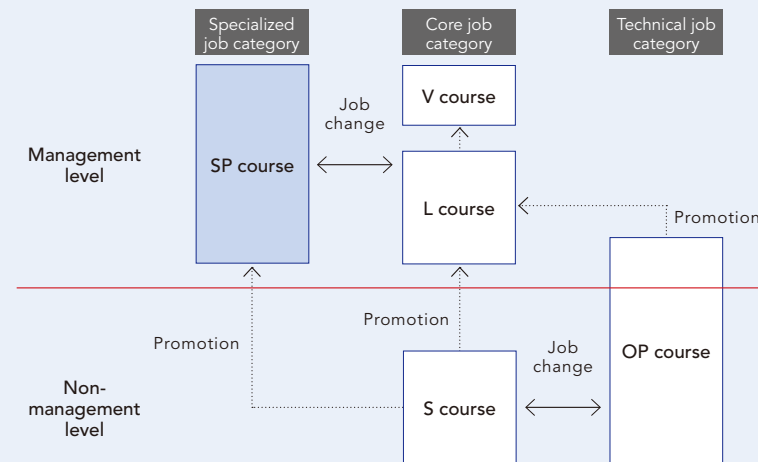 Specialized
job category
Core job
category
Technical job
category
Management
level
SP course
Job
change
V course
L course
Promotion
Promotion
Promotion
Job
change
OP course
Non-
management
level
S course